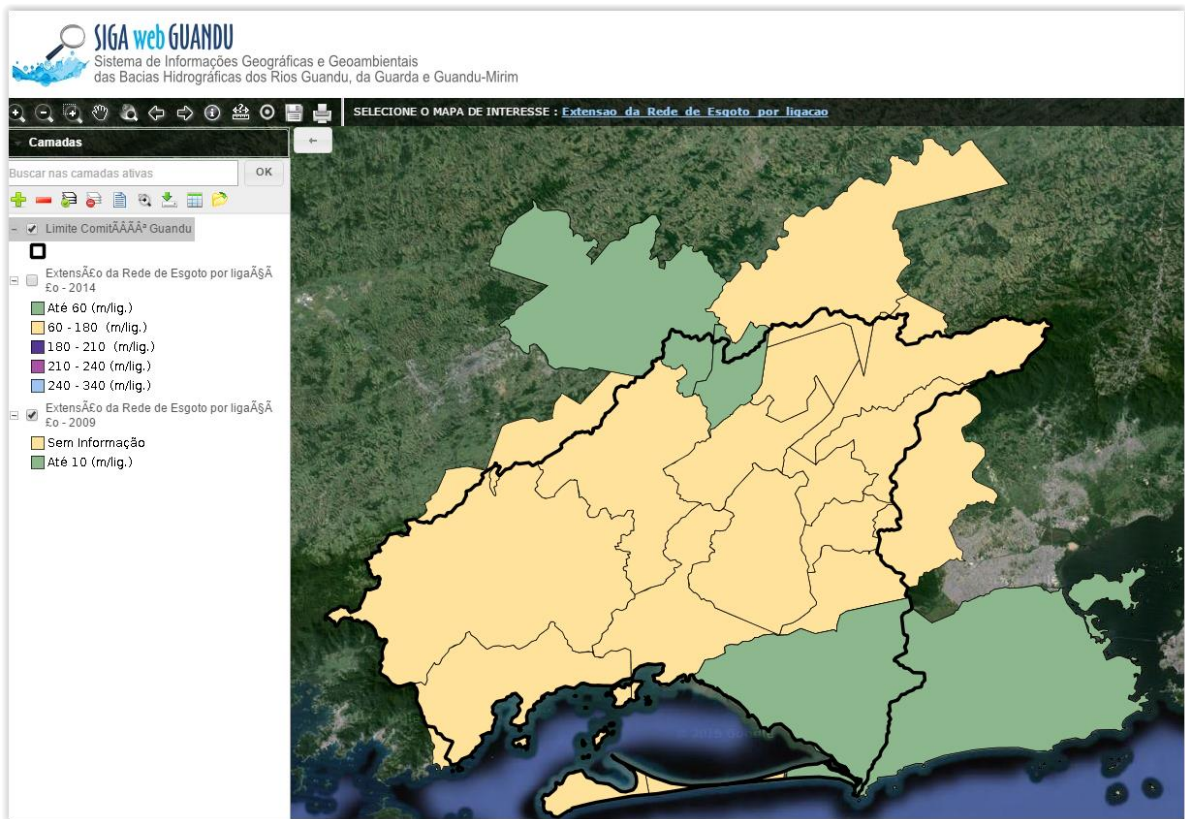 SIGA web GUANDU
Sistema de Informações Geográficas e Geoambientais
das Bacias Hidrográficas dos Rios Guandu, da Guarda e Guandu-Mirim
SELECIONE O MAPA DE INTERESSE : Extensao da Rede de Esgoto por ligacao
Camadas
Buscar nas camadas ativas
OK
Limite ComitÃÂÃÂª Guandu
ExtensÃ£o da Rede de Esgoto por ligaÃ§Ã
£o - 2014
Até 60 (m/lig.)
60 - 180 (m/lig.)
180 - 210 (m/lig.)
210 - 240 (m/lig.)
240 - 340 (m/lig.)
ExtensÃ£o da Rede de Esgoto por ligaÃ§Ã
£o - 2009
Sem Informação
Até 10 (m/lig.)